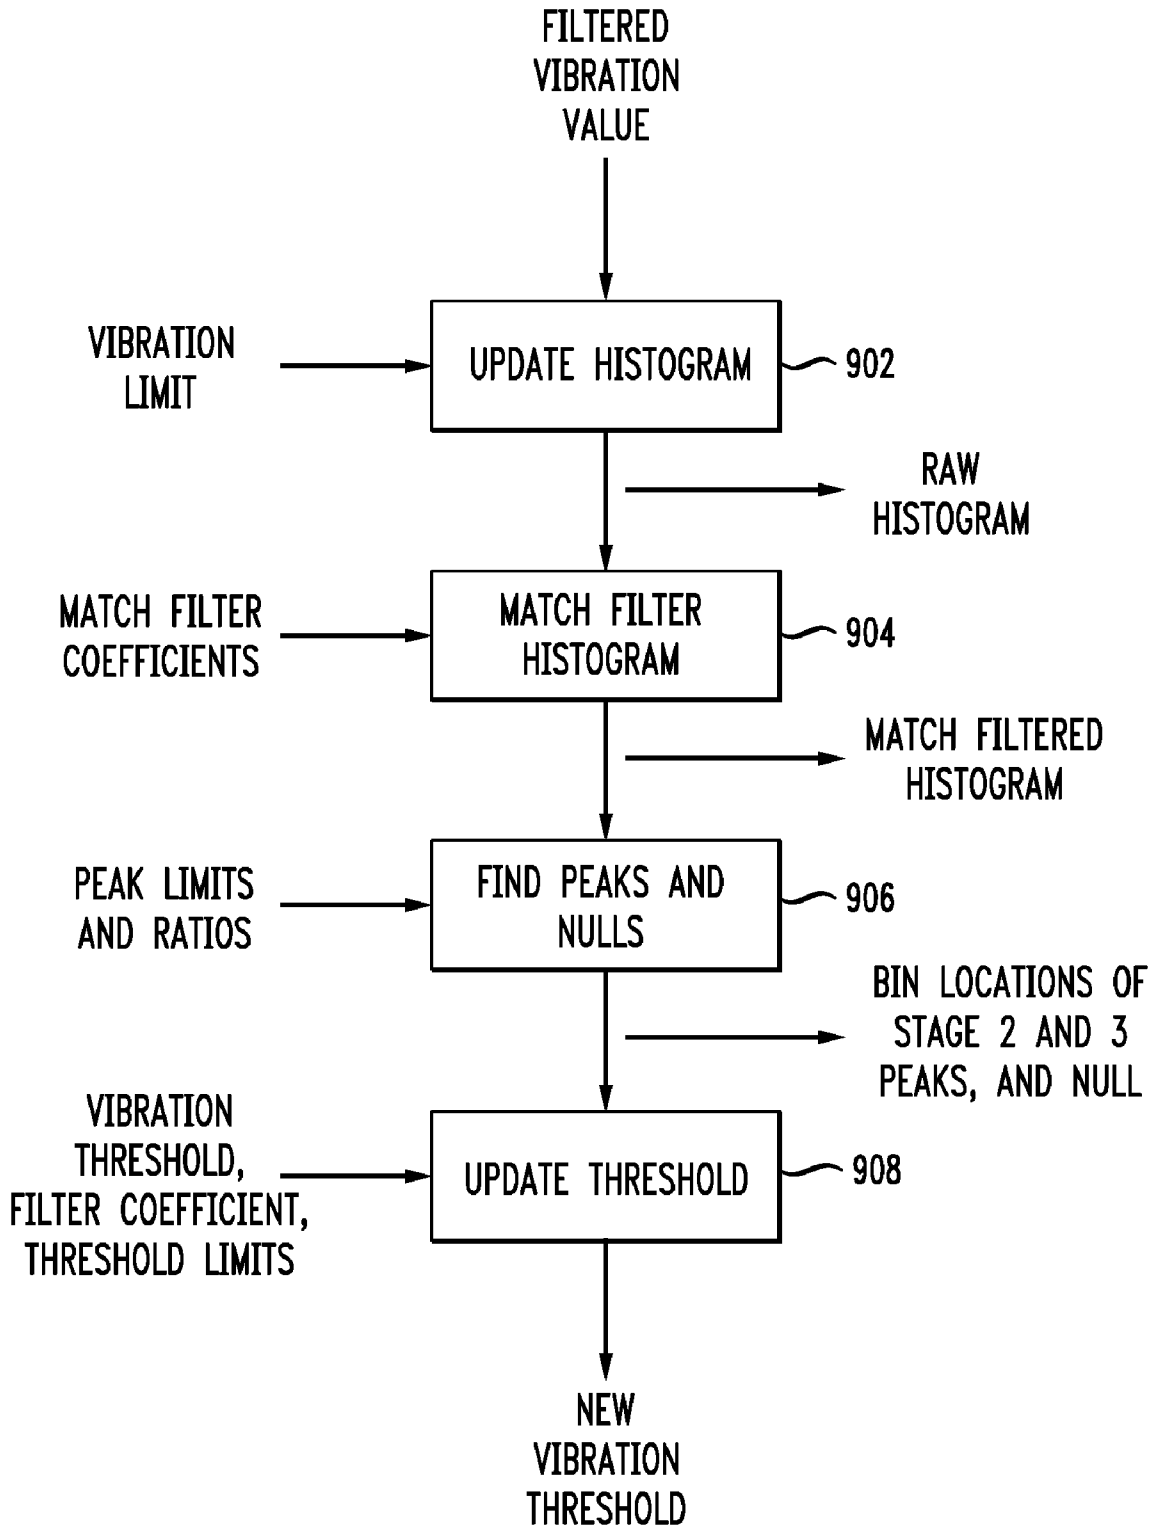 FILTERED
VIBRATION
VALUE
VIBRATION
LIMIT
UPDATE HISTOGRAM
902
RAW
HISTOGRAM
MATCH FILTER
COEFFICIENTS
MATCH FILTER
HISTOGRAM
904
MATCH FILTERED
HISTOGRAM
PEAK LIMITS
AND RATIOS
FIND PEAKS AND
NULLS
906
BIN LOCATIONS OF
STAGE 2 AND 3
PEAKS, AND NULL
VIBRATION
THRESHOLD,
FILTER COEFFICIENT,
THRESHOLD LIMITS
UPDATE THRESHOLD
908
NEW
VIBRATION
THRESHOLD